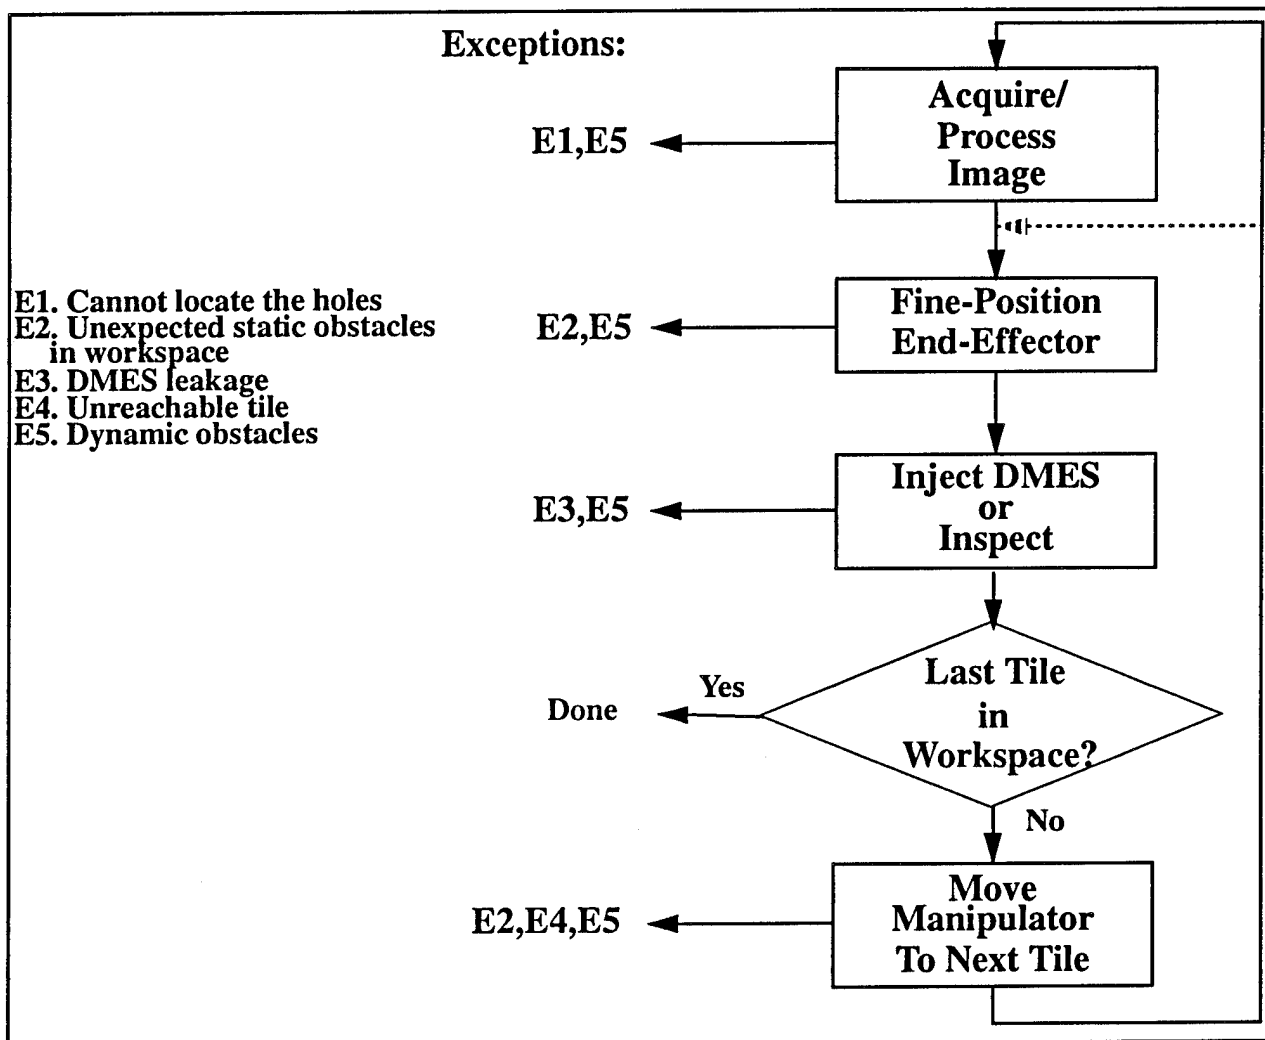 Exceptions:
Acquire/
Process
Image
E1,E5
E1. Cannot locate the holes
E2. Unexpected static obstacles
in workspace
E3. DMES leakage
E4. Unreachable tile
E5. Dynamic obstacles
Fine-Position
End-Effector
E2,E5
Inject DMES
or
Inspect
E3,E5
Last Tile
in
Workspace?
Yes
Done
No
Move
Manipulator
To Next Tile
E2,E4,E5